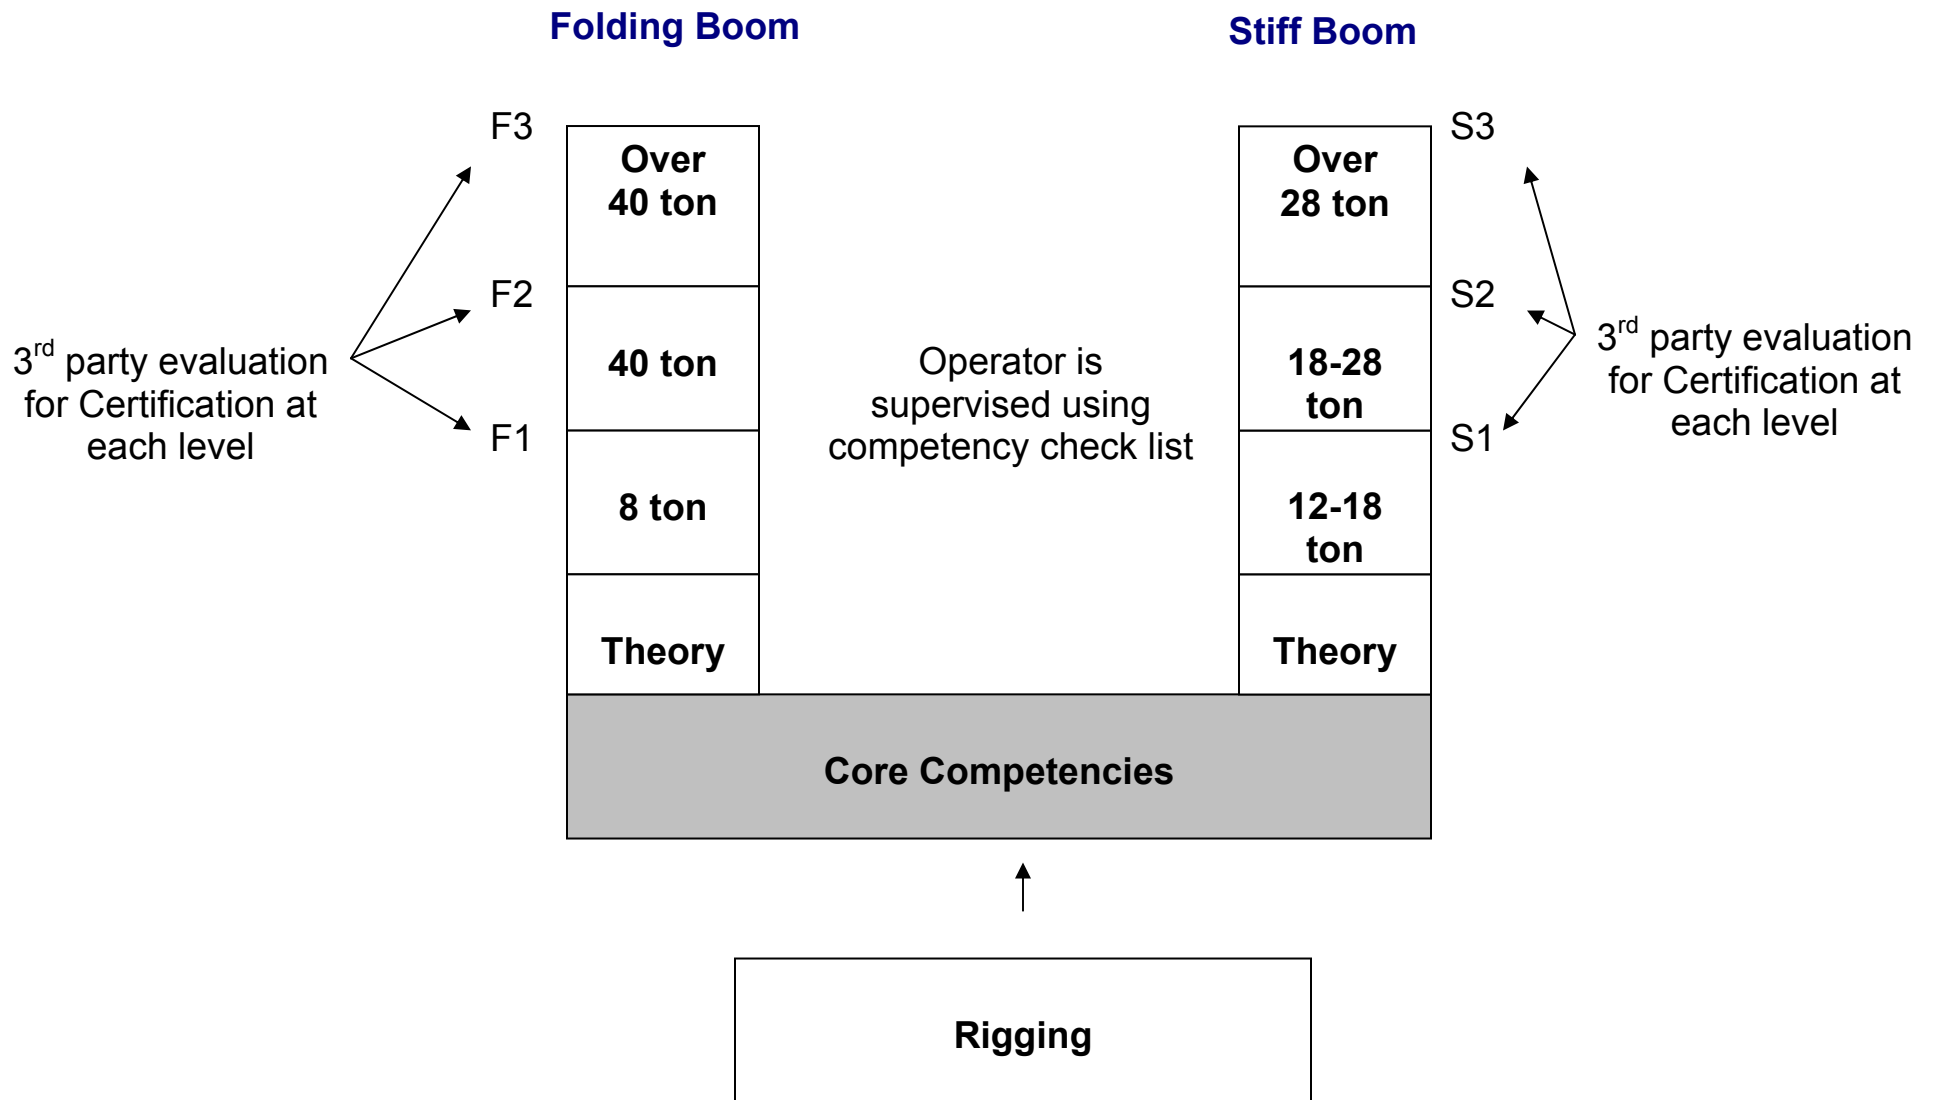 Folding Boom
Stiff Boom
F3
Over
40 ton
Over
28 ton
S3
F2
S2
3rd party evaluation
for Certification at
each level
40 ton
Operator is
supervised using
competency check list
18-28
ton
3rd party evaluation
for Certification at
each level
F1
S1
8 ton
12-18
ton
Theory
Theory
Core Competencies
Rigging